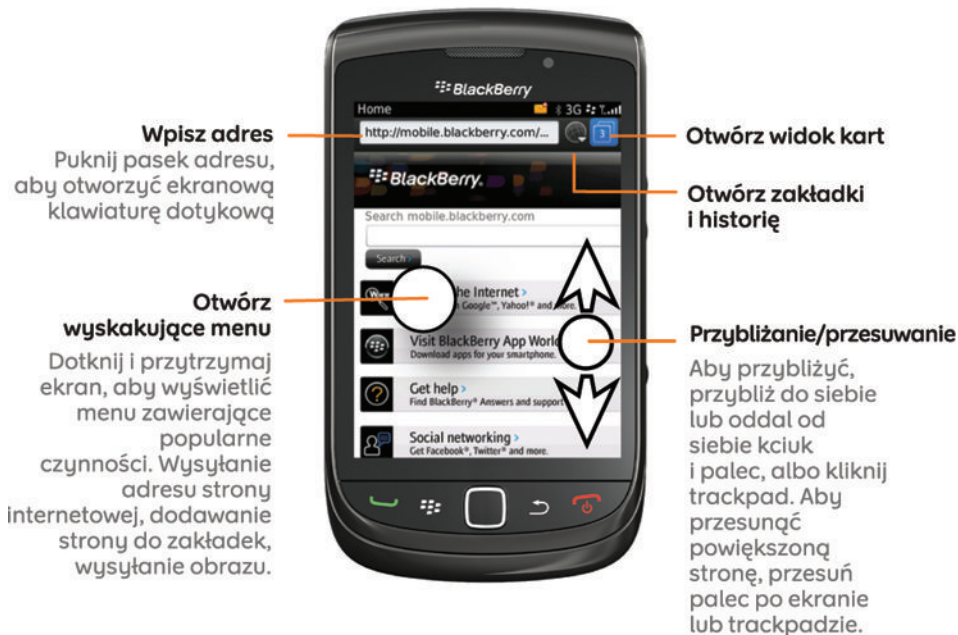 BlackBerry
Home
3G
http://mobile.blackberry.com/...
3
BlackBerry.
Search mobile.blackberry.com
Search
he Internet >
Google™, Yahoo!® and more.
Visit BlackBerry App World
Download apps for your smartphone.
Get help >
Find BlackBerry® Answers and support
Social networking >
Get Facebook®, Twitter® and more.
Wpisz adres
Puknij pasek adresu,
aby otworzyć ekranową
klawiaturę dotykową
Otwórz
wyskakujące menu
Dotknij i przytrzymaj
ekran, aby wyświetlić
menu zawierające
popularne
czynności. Wysyłanie
adresu strony
internetowej, dodawanie
strony do zakładek,
wysyłanie obrazu.
Otwórz widok kart
Otwórz zakładki
i historię
Przybliżanie/przesuwanie
Aby przybliżyć,
przybliż do siebie
lub oddal od
siebie kciuk
i palec, albo kliknij
trackpad. Aby
przesunąć
powiększoną
stronę, przesuń
palec po ekranie
lub trackpadzie.